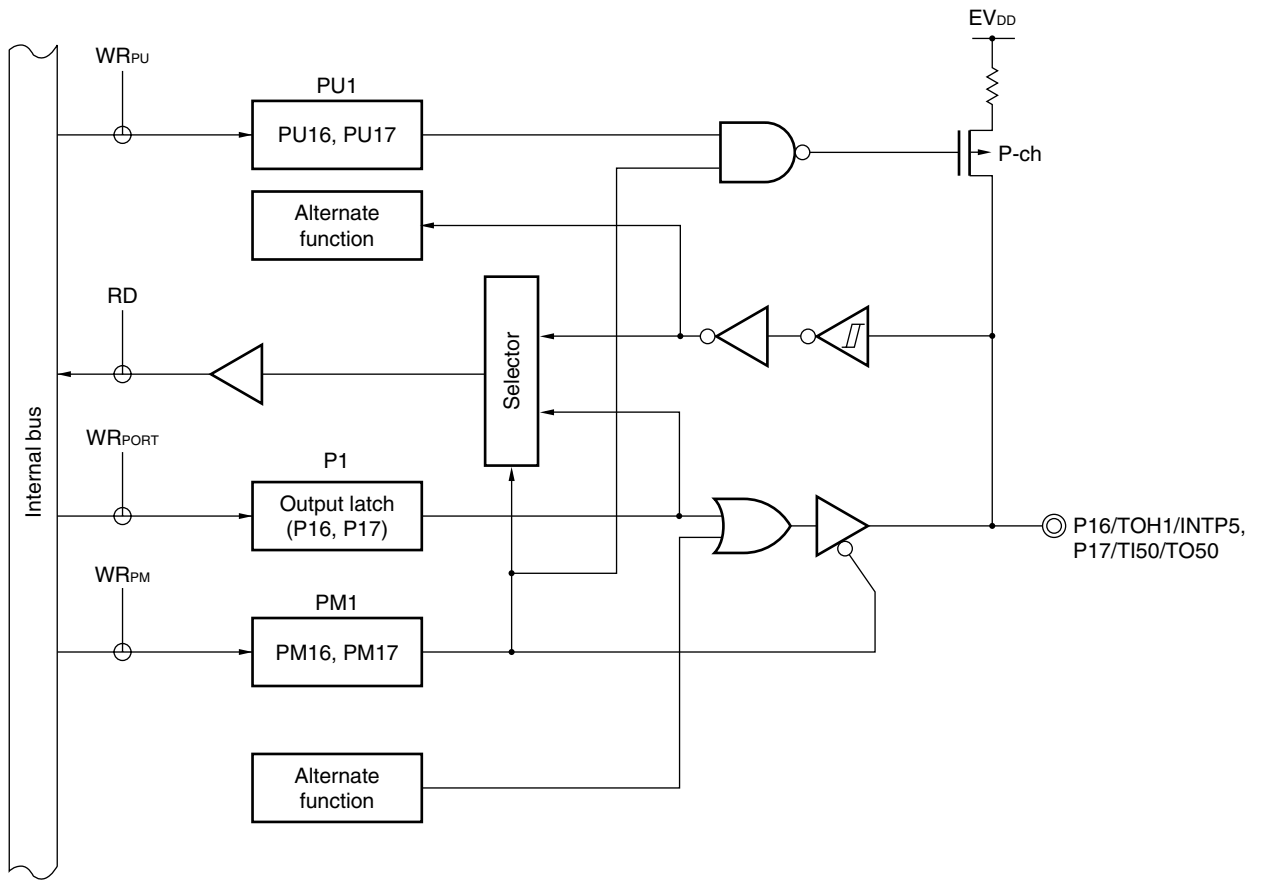 EVDD
WRPU
PU1
PU16, PU17
P-ch
Alternate
function
RD
Selector
Internal bus
WRPORT
P1
Output latch
(P16, P17)
P16/TOH1/INTP5,
P17/TI50/TO50
WRPM
PM1
PM16, PM17
Alternate
function